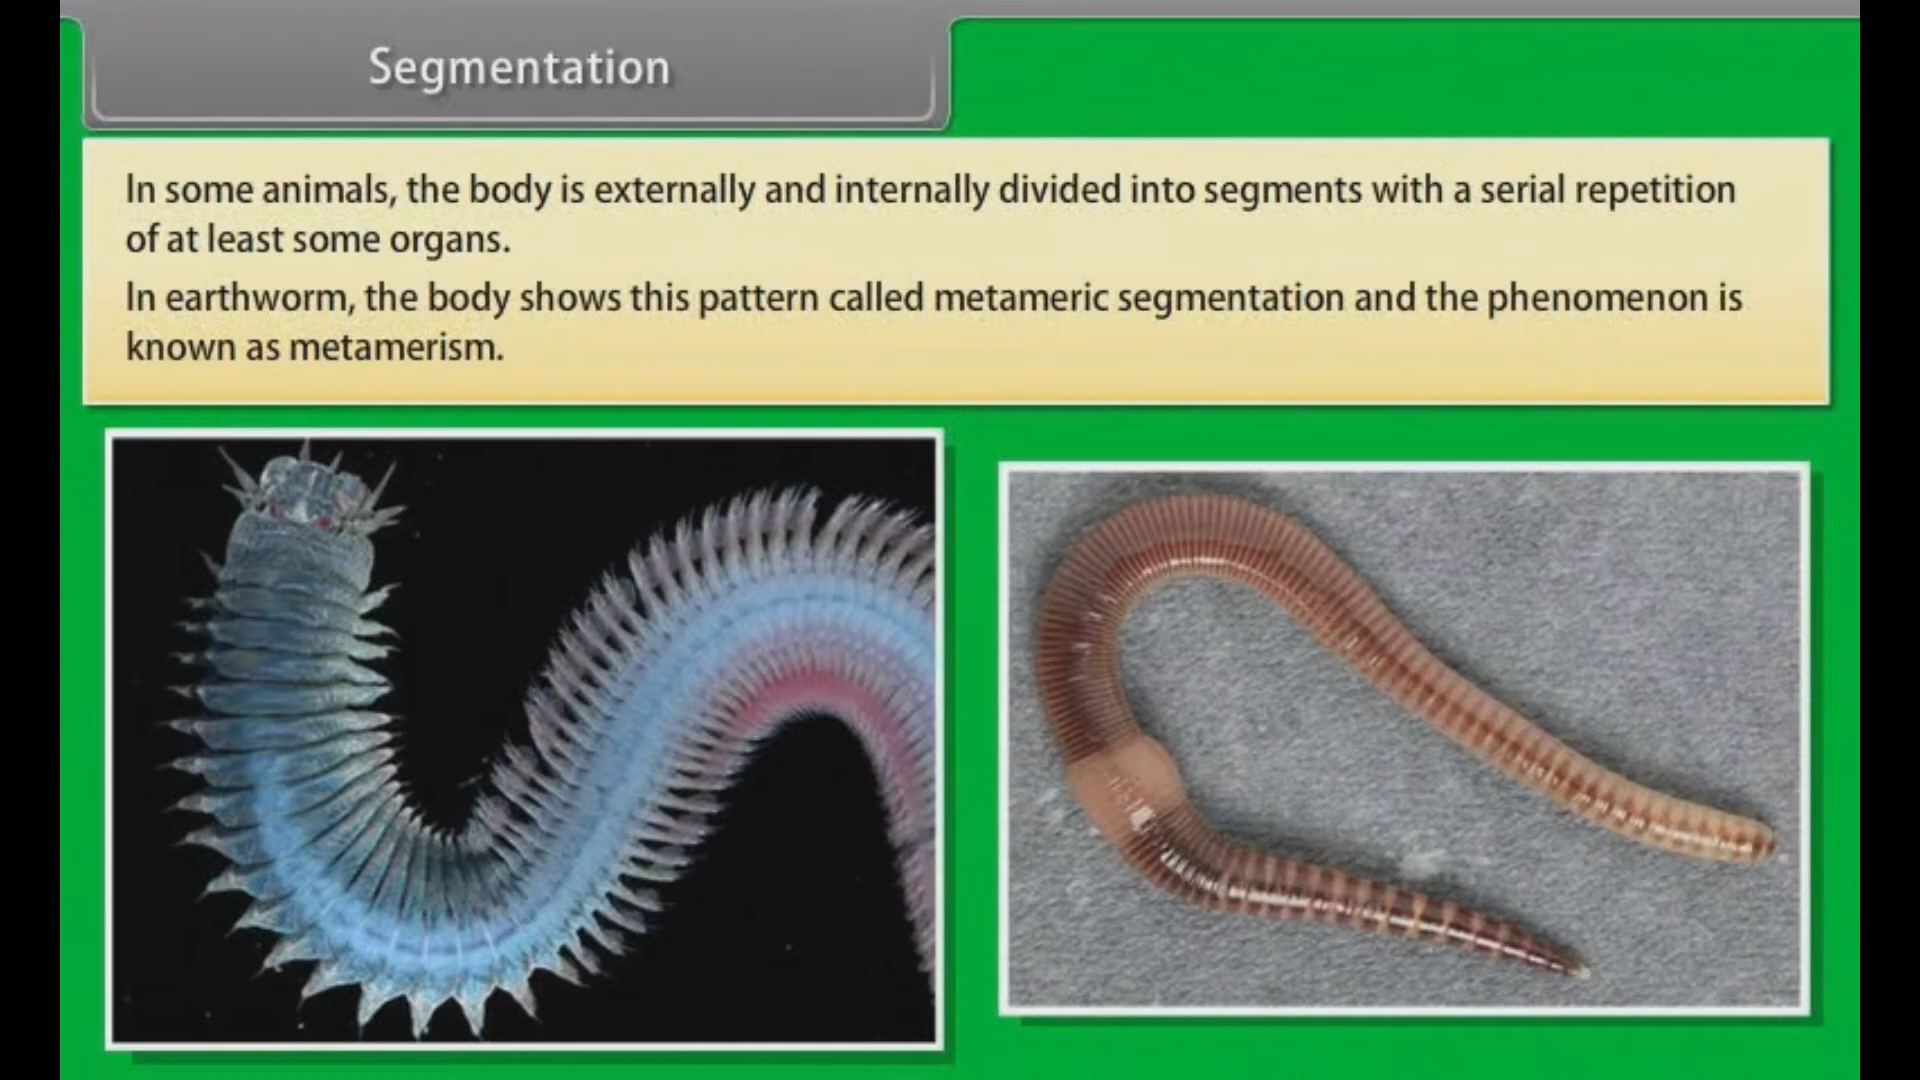 Segmentation
In some animals, the body is externally and internally divided into segments with a serial repetition
of at least some organs.
In earthworm, the body shows this pattern called metameric segmentation and the phenomenon is
known as metamerism.